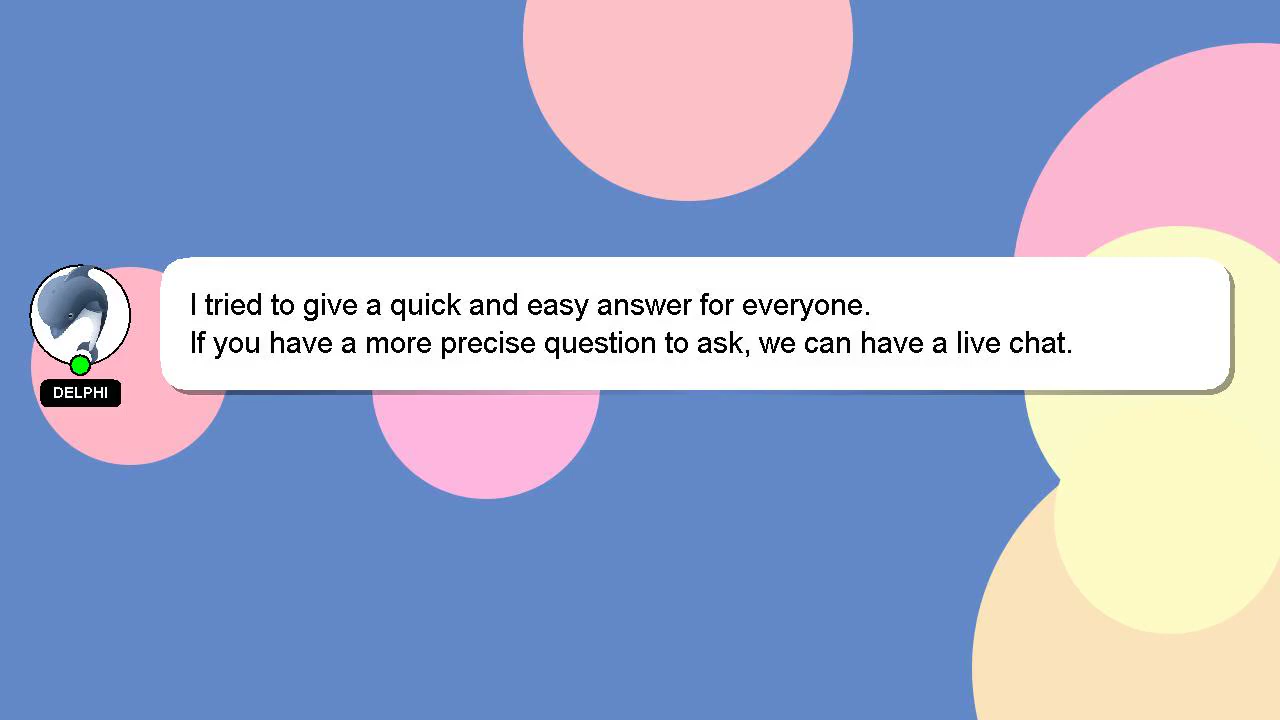 I tried to give a quick and easy answer for everyone.
If you have a more precise question to ask, we can have a live chat.
DELPHI